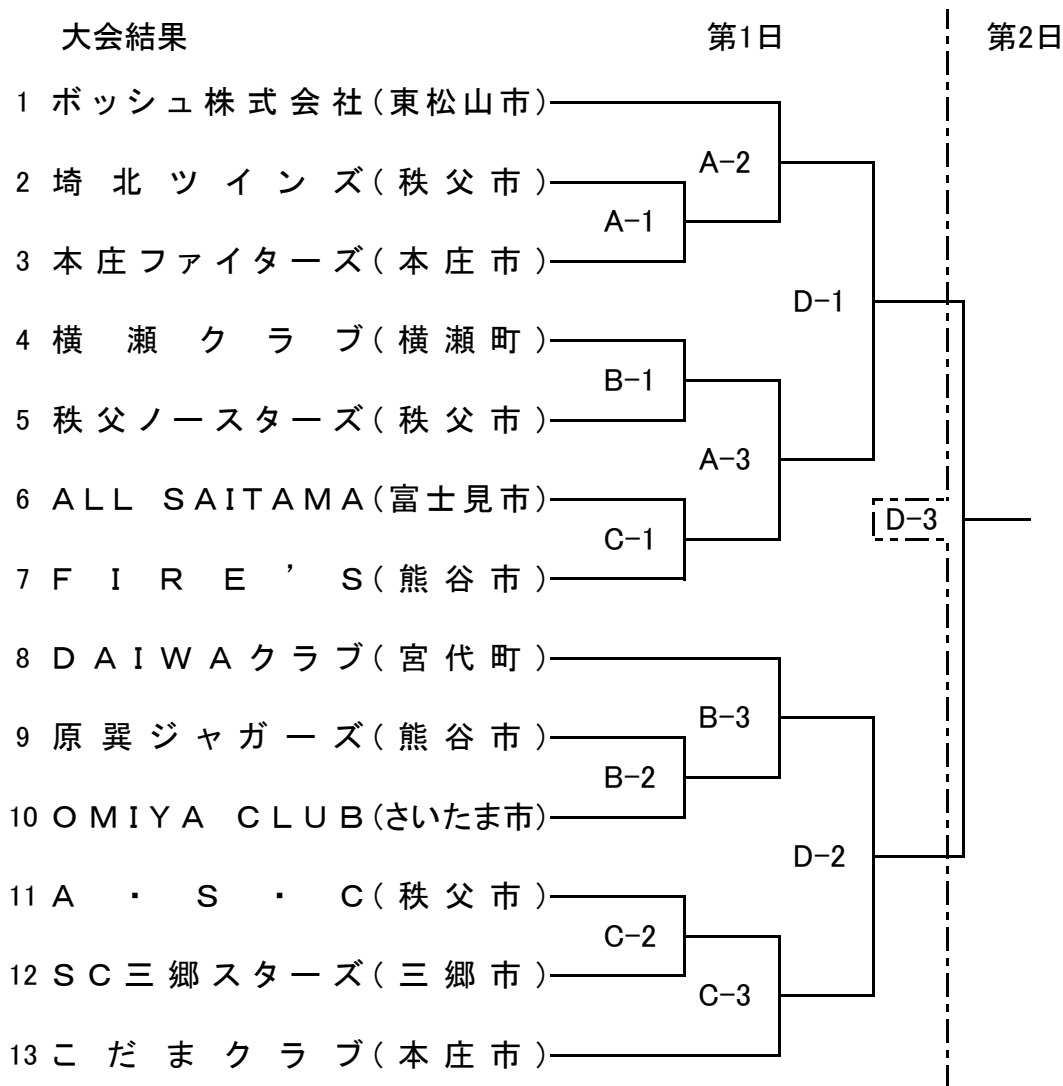 大会結果 第1日 第2日
1 ボッシュ株式会社(東松山市)
A-2
2 埼北ツインズ(秩父市)
A-1
3 本庄ファイターズ(本庄市)
D-1
4 横瀬クラブ(横瀬町)
B-1
5 秩父ノースターズ(秩父市)
A-3
6 ALL SAITAMA(富士見市)
D-3
C-1
7 FIRE’S(熊谷市)
8 DAIWAクラブ(宮代町)
B-3
9 原巽ジャガーズ(熊谷市)
B-2
10 OMIYA CLUB(さいたま市)
D-2
11 A・S・C(秩父市)
C-2
12 SC三郷スターズ(三郷市)
C-3
13 こだまクラブ(本庄市)